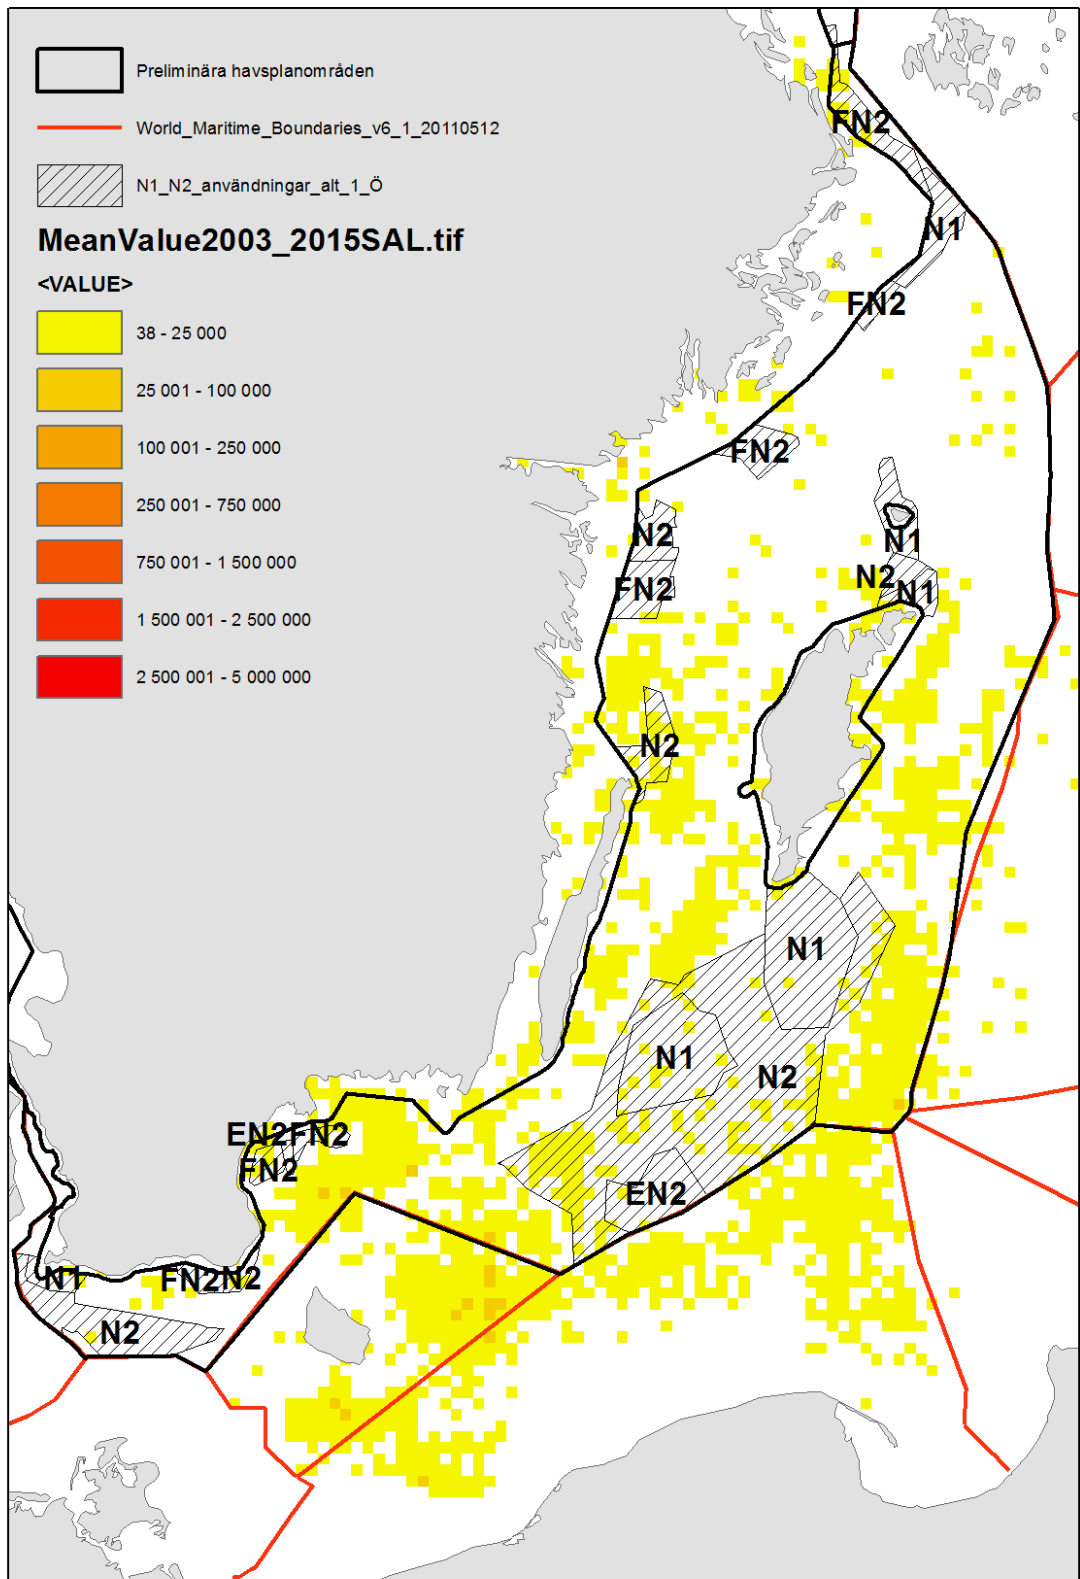 Preliminära havsplanområden
World_Maritime_Boundaries_v6_1_20110512
N1_N2_användningar_alt_1_Ö
MeanValue2003_2015SAL.tif
<VALUE>
38 - 25 000
25 001 - 100 000
100 001 - 250 000
250 001 - 750 000
750 001 - 1 500 000
1 500 001 - 2 500 000
2 500 001 - 5 000 000
FN2
N1
FN2
FN2
N2
N1
FN2
N2
N1
N2
N1
N1
N2
EN2FN2
FN2
EN2
N1
FN2N2
N2